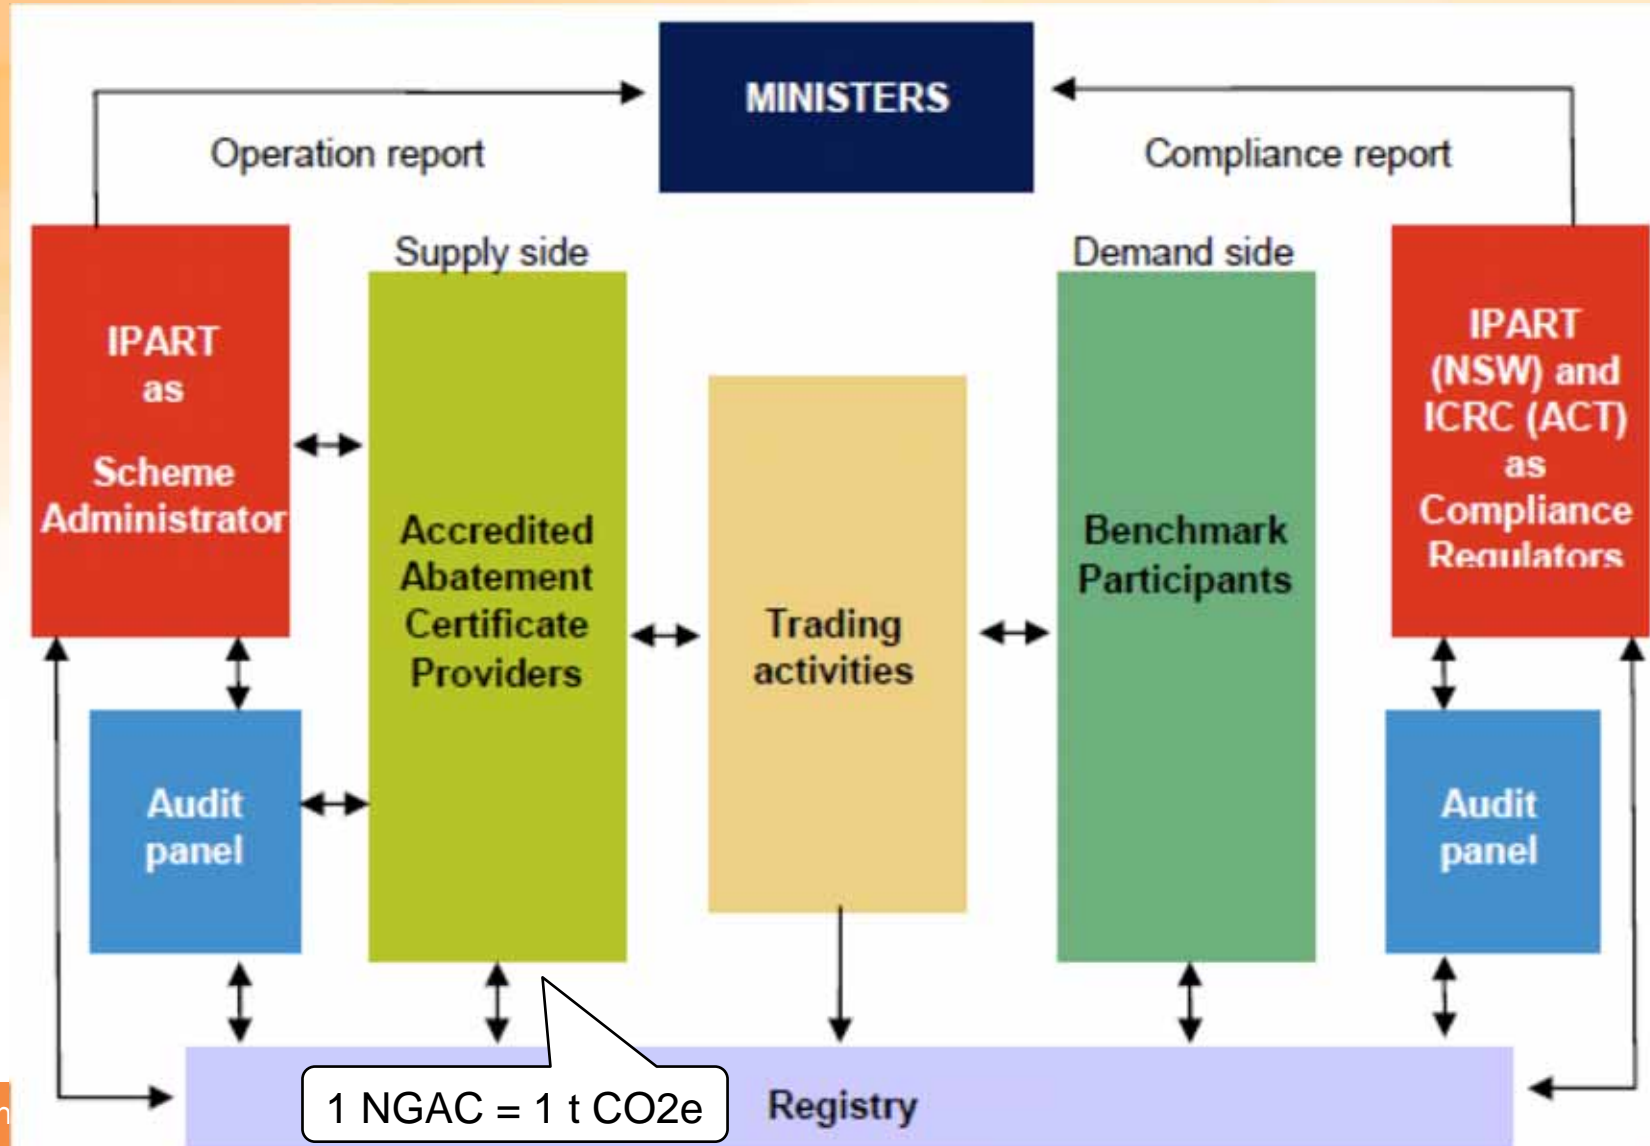 MINISTERS
Operation report
Compliance report
Supply side
Demand side
IPART
as
Scheme
Administrator
Accredited
Abatement
Certificate
Providers
Trading
activities
Benchmark
Participants
IPART
(NSW) and
ICRC (ACT)
as
Compliance
Regulators
Audit
panel
Audit
panel
1 NGAC = 1 t CO2e
Registry